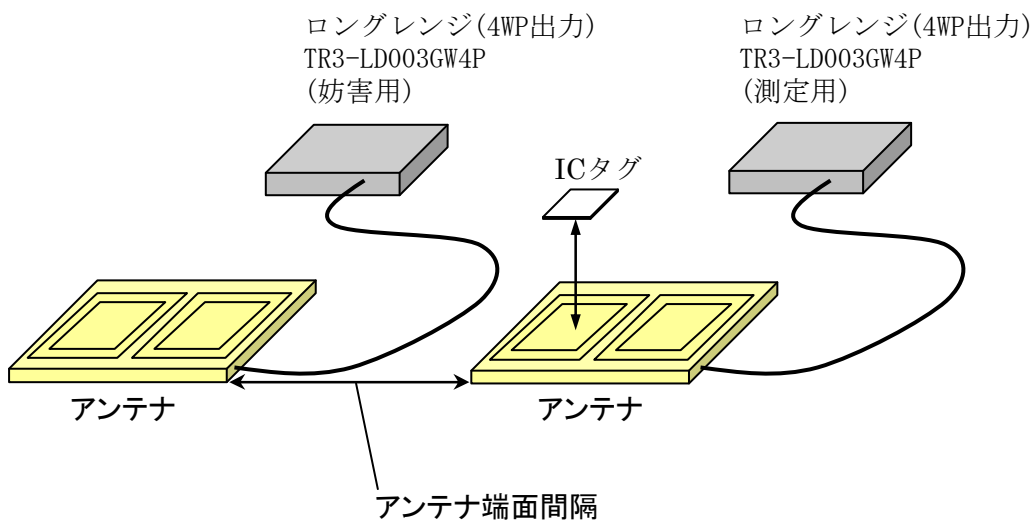 ロングレンジ(4WP出力)
TR3-LD003GW4P
(妨害用)
ロングレンジ(4WP出力)
TR3-LD003GW4P
(測定用)
ICタグ
アンテナ
アンテナ
アンテナ端面間隔